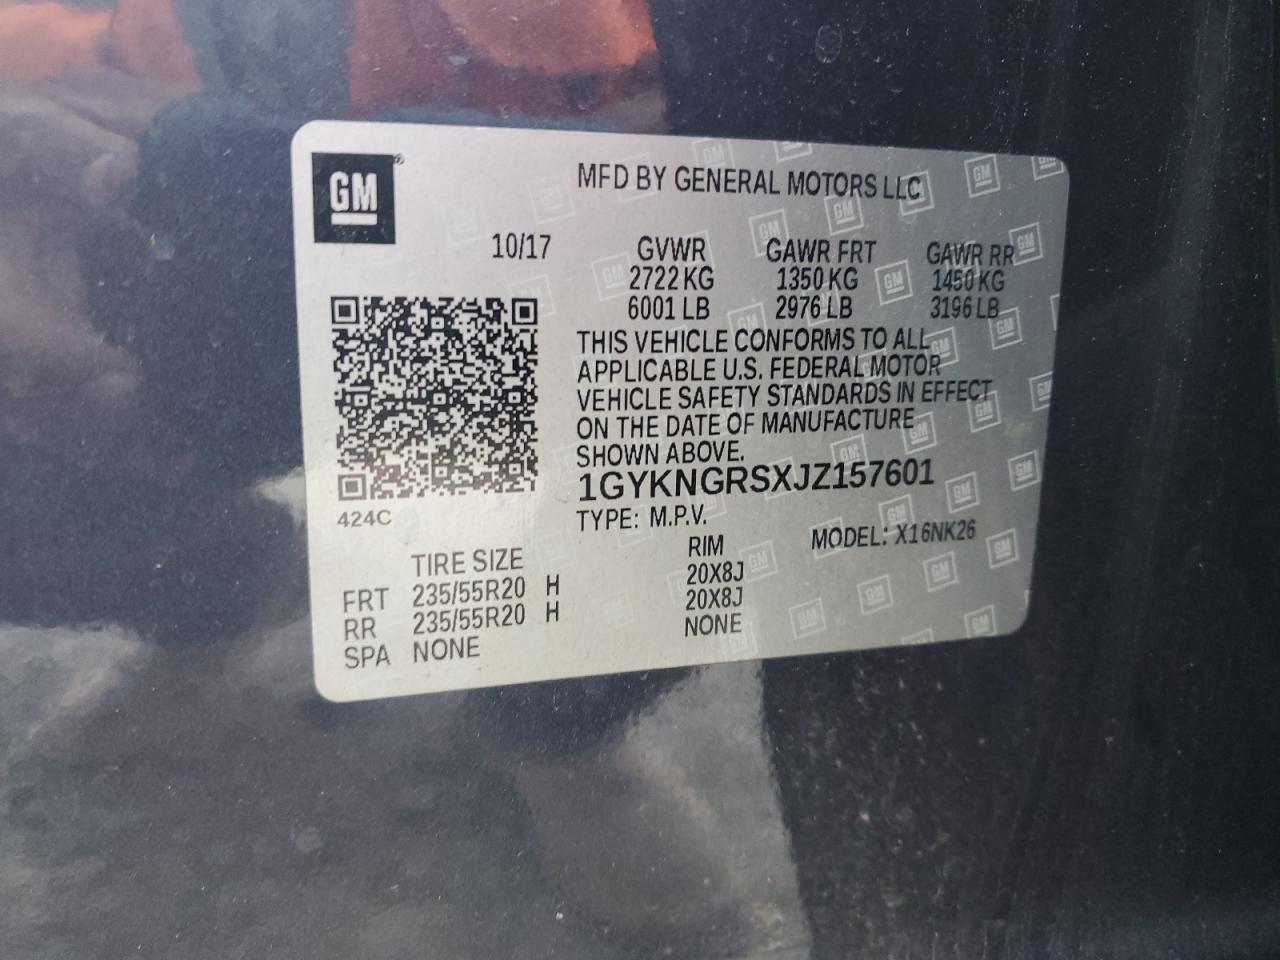 GM
MFD BY GENERAL MOTORS LLC
10/17 GVWR GAWR FRT GAWR RR
2722 KG 1350 KG 1450 KG
6001 LB 2976 LB 3196 LB
THIS VEHICLE CONFORMS TO ALL
APPLICABLE U.S. FEDERAL MOTOR
VEHICLE SAFETY STANDARDS IN EFFECT
ON THE DATE OF MANUFACTURE
SHOWN ABOVE.
1GYKNGRSXJZ157601
424C
TYPE: M.P.V. MODEL: X16NK26
TIRE SIZE RIM
FRT 235/55R20 H 20X8J
RR 235/55R20 H 20X8J
SPA NONE NONE